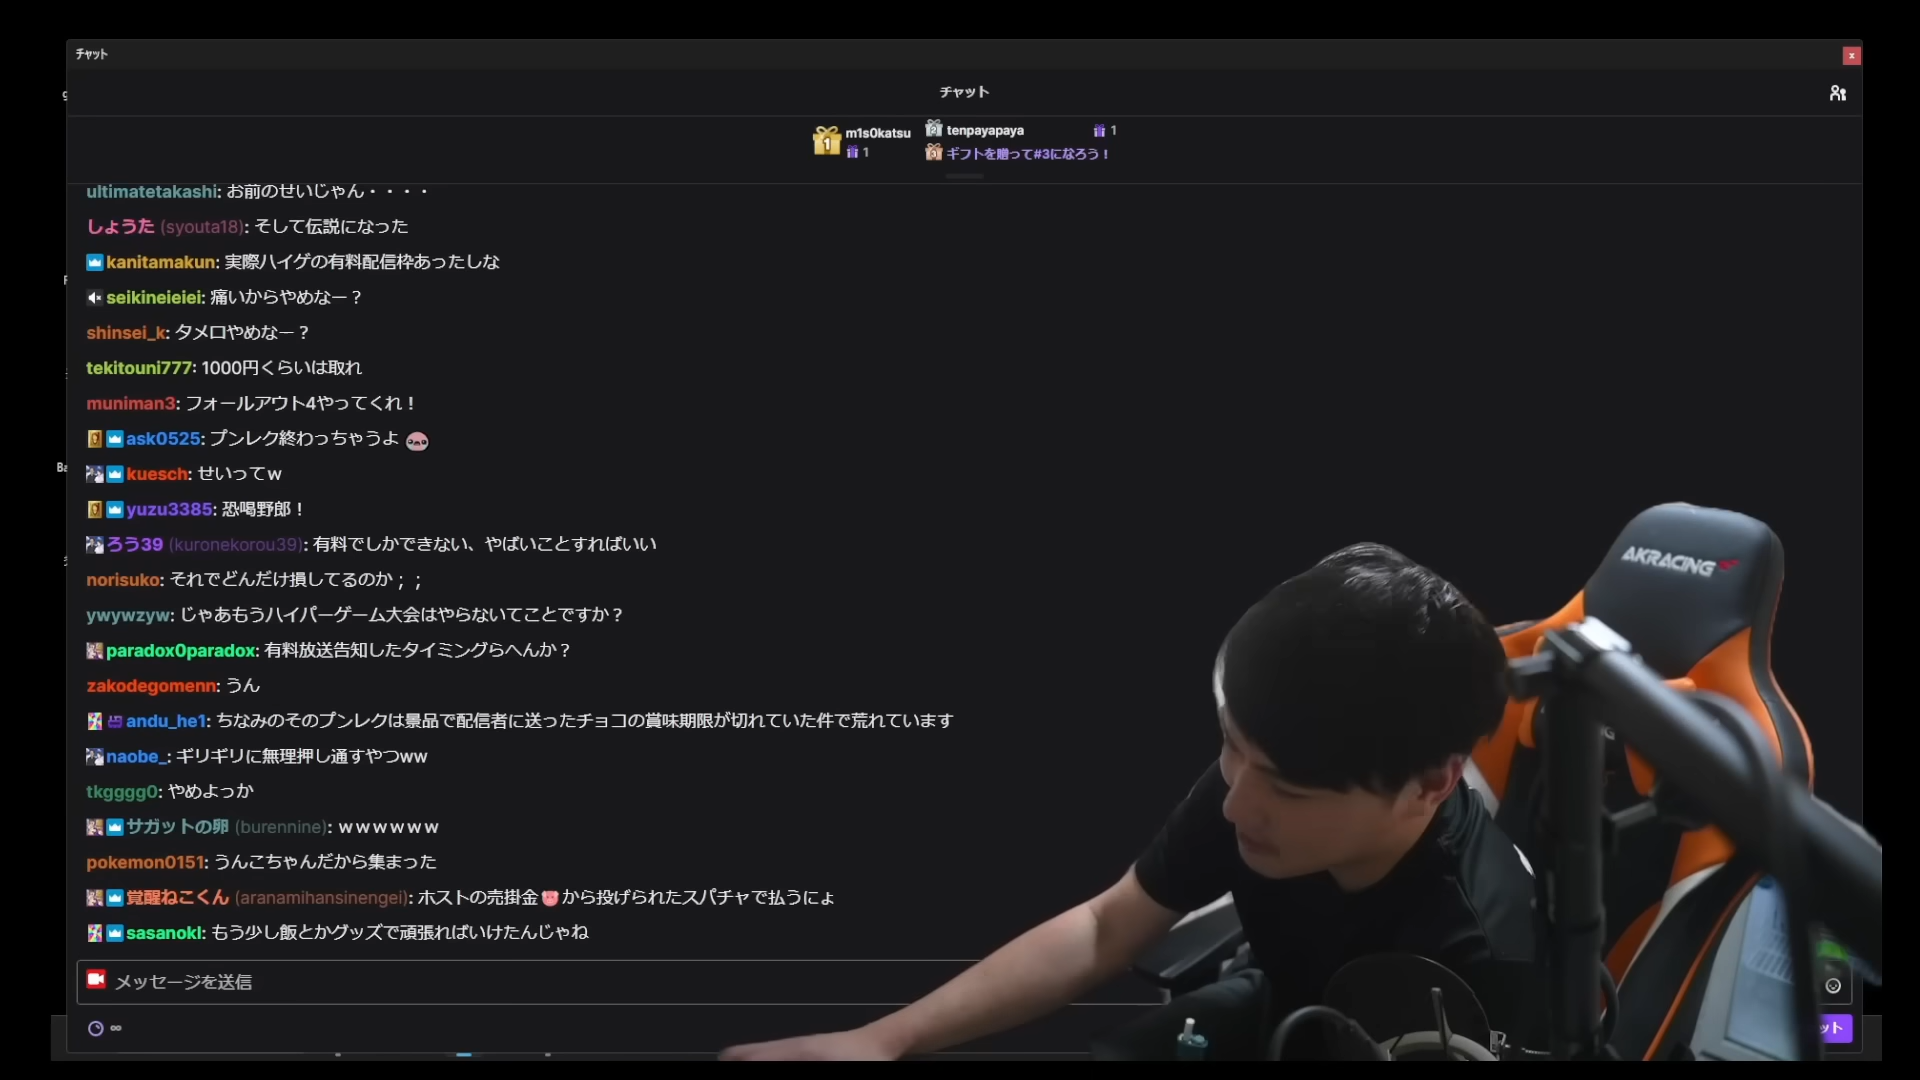 チャット
チャット
m1s0katsu
1
tenpayapaya 1
ギフトを贈って#3になろう！
ultimatetakashi: お前のせいじゃん・・・・
しょうた (syouta18): そして伝説になった
kanitamakun: 実際ハイゲの有料配信枠あったしな
seikineieiei: 痛いからやめなー？
shinsei_k: タメ口やめなー？
tekitouni777: 1000円くらいは取れ
muniman3: フォールアウト4やってくれ！
ask0525: プンレク終わっちゃうよ
kuesch: せいってw
yuzu3385: 恐喝野郎！
ろう39 (kuronekorou39): 有料でしかできない、やばいことすればいい
norisuko: それでどんだけ損してるのか；；
ywywzyw: じゃあもうハイパーゲーム大会はやらないてことですか？
paradox0paradox: 有料放送告知したタイミングらへんか？
zakodegomenn: うん
andu_he1: ちなみのそのプンレクは景品で配信者に送ったチョコの賞味期限が切れていた件で荒れています
naobe_: ギリギリに無理押し通すやつww
tkgggg0: やめよっか
サガットの卵 (burennine): ｗｗｗｗｗｗ
pokemon0151: うんこちゃんだから集まった
覚醒ねこくん (aranamihansinengei): ホストの売掛金から投げられたスパチャで払うにょ
sasanokl: もう少し飯とかグッズで頑張ればいけたんじゃね
メッセージを送信
∞
ット
AKRACING